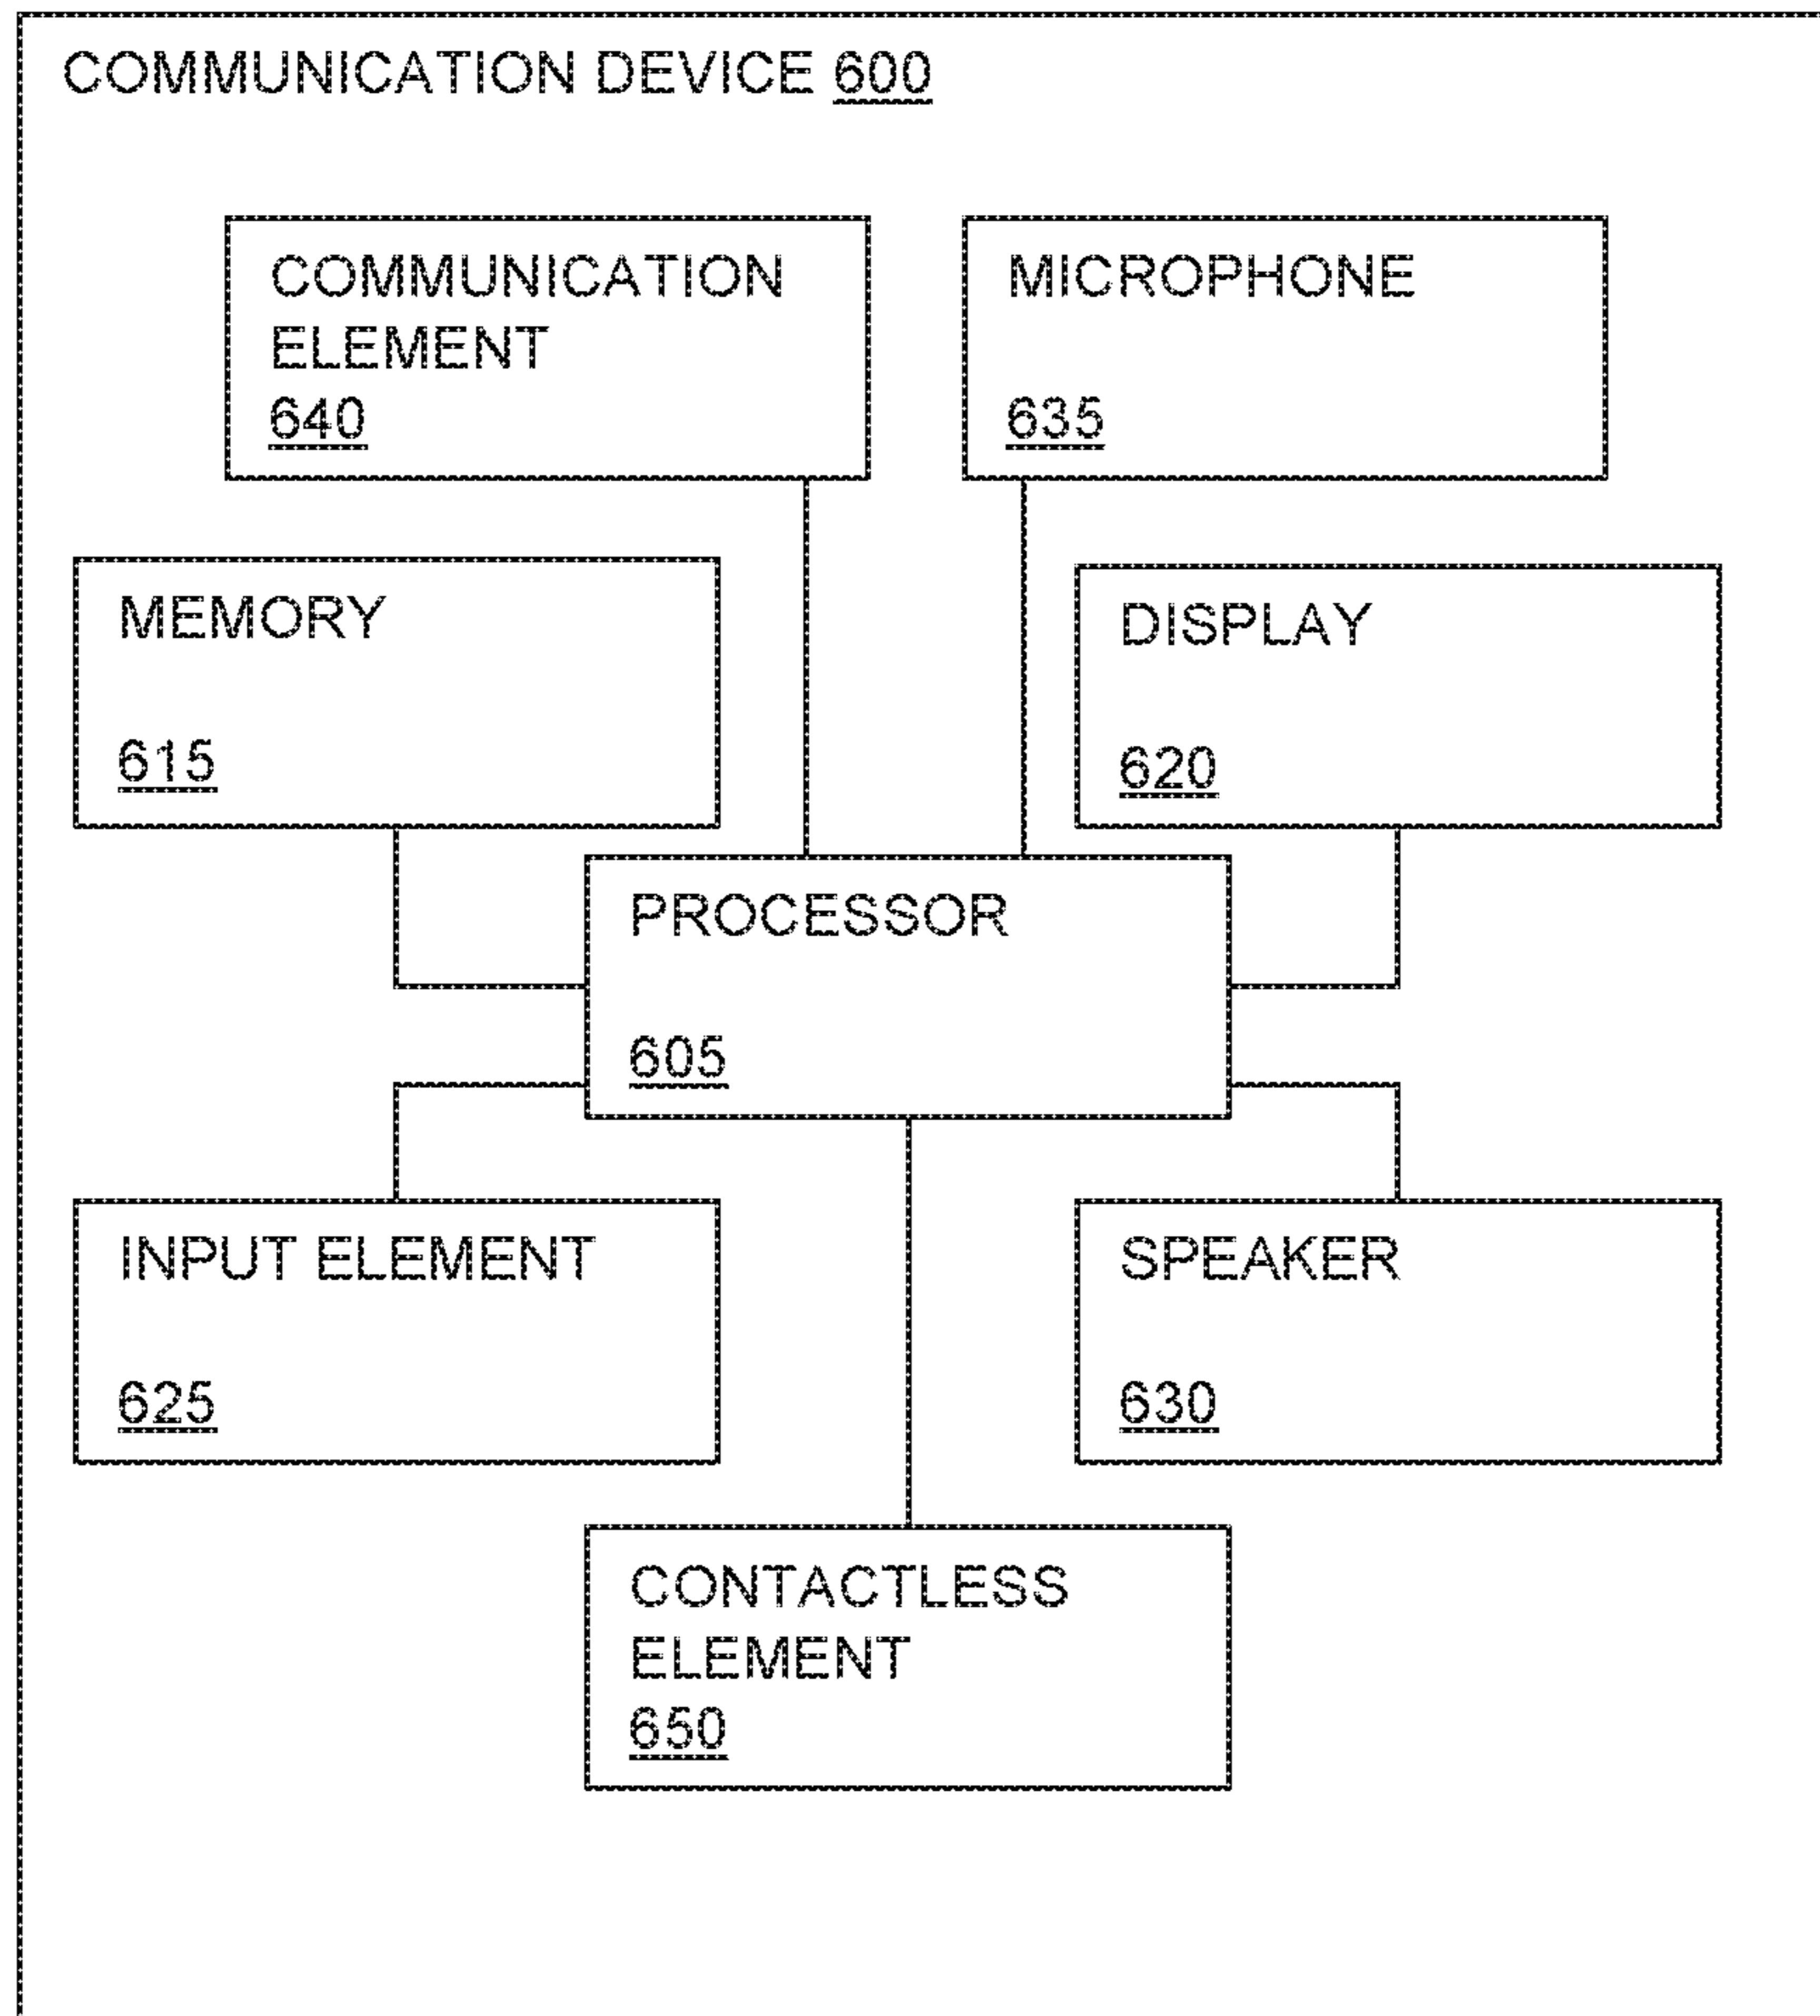 COMMUNICATION DEVICE 600
COMMUNICATION
ELEMENT
640
MICROPHONE
635
MEMORY
615
DISPLAY
620
PROCESSOR
605
INPUT ELEMENT
625
SPEAKER
630
CONTACTLESS
ELEMENT
650